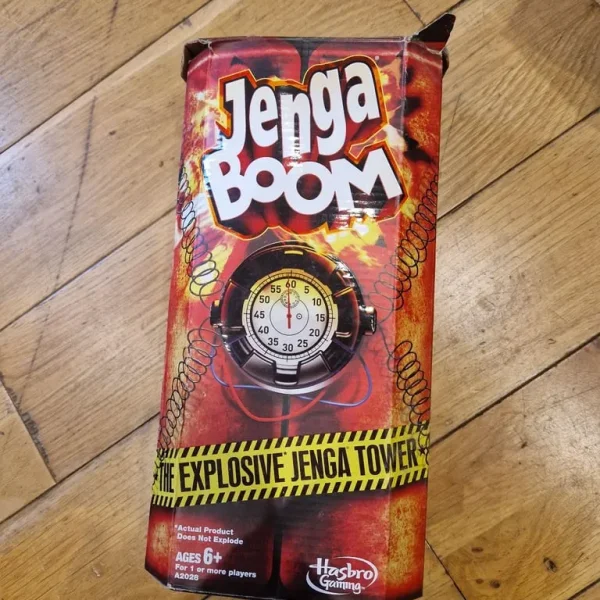 Jenga
BOOM
60
55 5
50 10
45 15
40 20
35 30 25
THE EXPLOSIVE* JENGA TOWER
*Actual Product
Does Not Explode
AGES 6+
For 1 or more players
A2028
Hasbro
Gaming